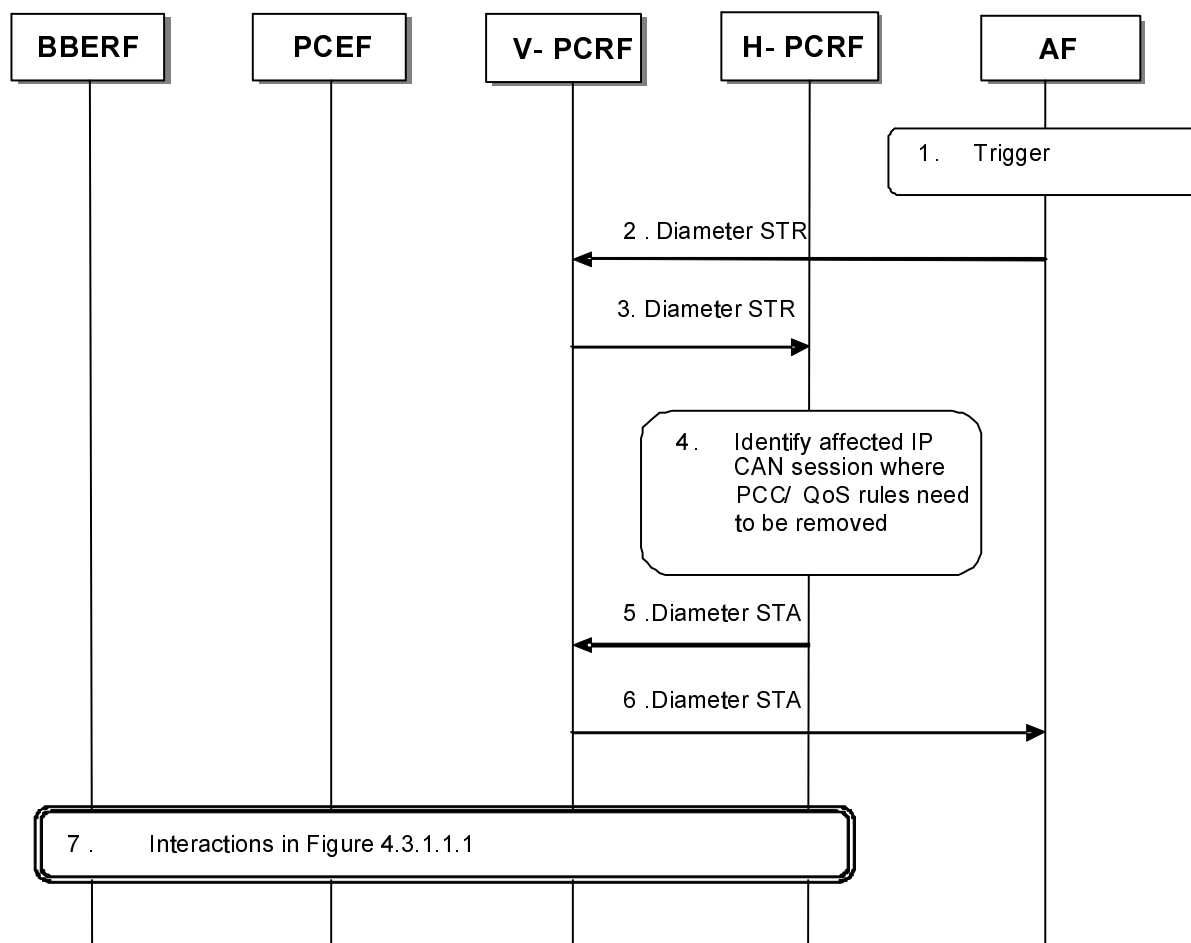 BBERF
PCEF
V- PCRF
H- PCRF
AF
1. Trigger
2 . Diameter STR
3. Diameter STR
4 . Identify affected IP
CAN session where
PCC/ QoS rules need
to be removed
5 .Diameter STA
6 .Diameter STA
7 . Interactions in Figure 4.3.1.1.1